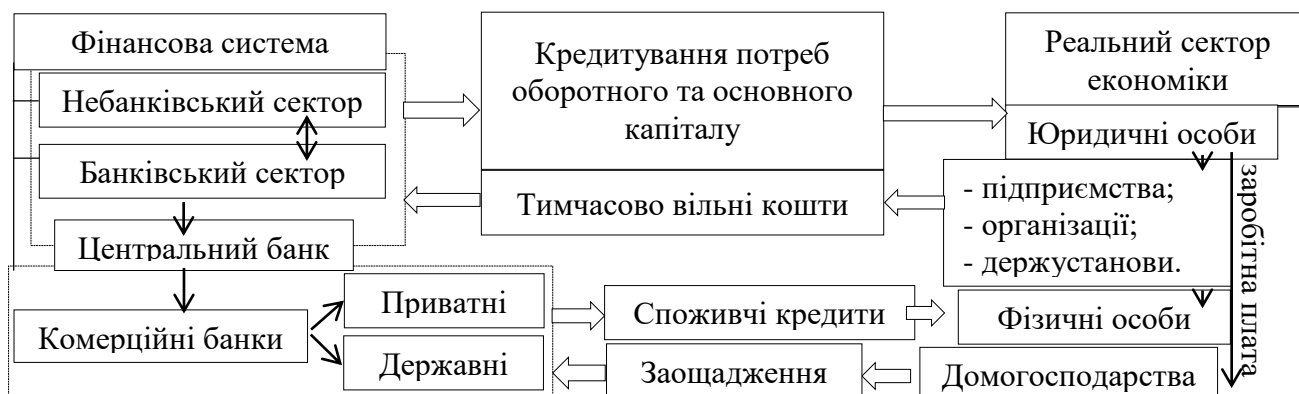 Фінансова система
Небанківський сектор
Банківський сектор
Центральний банк
Комерційні банки
Приватні
Державні
Кредитування потреб
оборотного та основного
капіталу
Тимчасово вільні кошти
Споживчі кредити
Заощадження
Реальний сектор
економіки
Юридичні особи
- підприємства;
- організації;
- держустанови.
Фізичні особи
Домогосподарства
заробітна плата